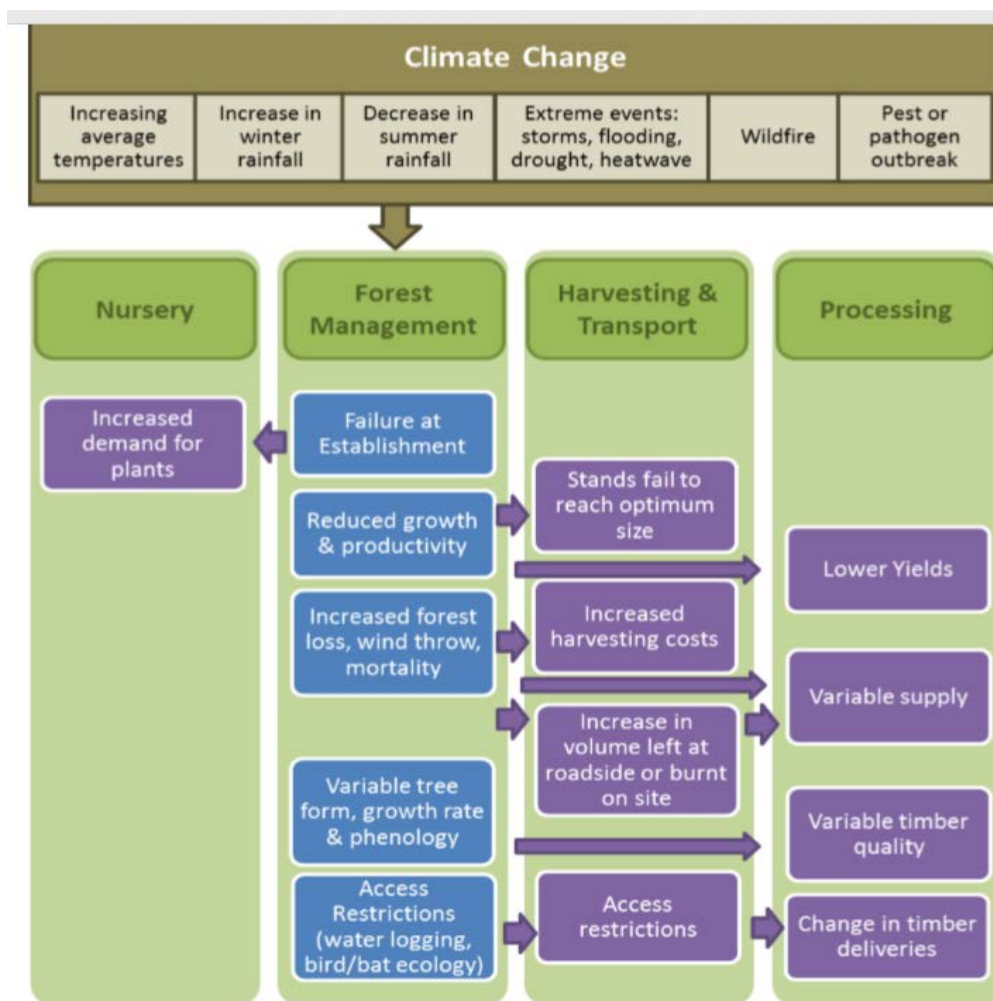 Climate Change
Increasing
average
temperatures
Increase in
winter
rainfall
Decrease in
summer
rainfall
Extreme events:
storms, flooding,
drought, heatwave
Wildfire
Pest or
pathogen
outbreak
Nursery
Forest
Management
Harvesting &
Transport
Processing
Increased
demand for
plants
Failure at
Establishment
Reduced growth
& productivity
Increased forest
loss, wind throw,
mortality
Variable tree
form, growth rate
& phenology
Access
Restrictions
(water logging,
bird/bat ecology)
Stands fail to
reach optimum
size
Increased
harvesting costs
Increase in
volume left at
roadside or burnt
on site
Access
restrictions
Lower Yields
Variable supply
Variable timber
quality
Change in timber
deliveries